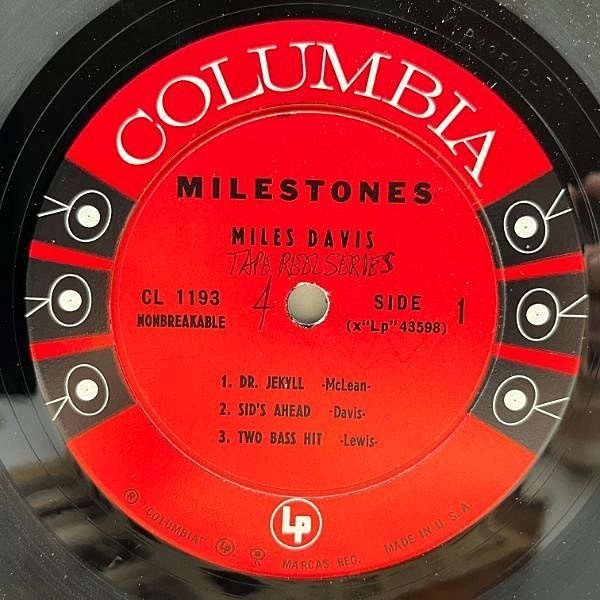 COLUMBIA
MILESTONES
MILES DAVIS
TAPE REEL SERIES
CL 1193
4
SIDE 1
NONBREAKABLE
(x"Lp"43598)
1. DR. JEKYLL -McLean-
2. SID'S AHEAD -Davis-
3. TWO BASS HIT -Lewis-
Lp
® "COLUMBIA" Lp MARCAS REG. MADE IN U.S.A.